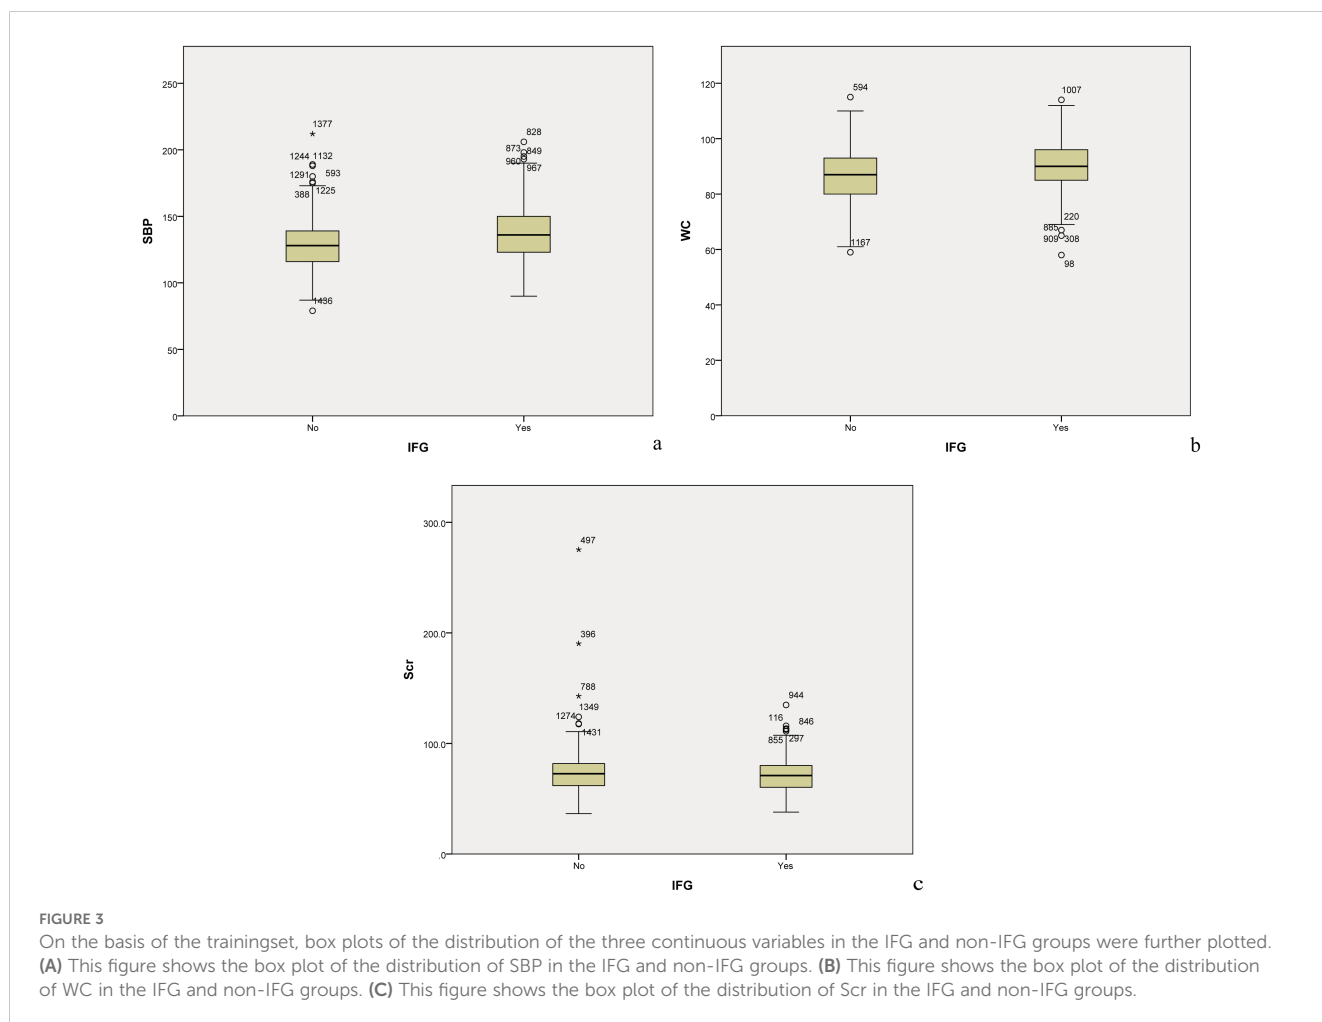 250
200
150
100
50
0
SBP
1377
1244 1132
1291 593
388 1225
1436
828
873 849
960
967
No Yes
IFG
a
120
100
80
60
40
20
0
WC
594
1167
1007
220
885
909 308
98
No Yes
IFG
b
300.0
200.0
100.0
.0
Scr
497
396
788
1349
1274
1431
944
116 846
855 297
No Yes
IFG
c
FIGURE 3
On the basis of the trainingset, box plots of the distribution of the three continuous variables in the IFG and non-IFG groups were further plotted.
(A) This figure shows the box plot of the distribution of SBP in the IFG and non-IFG groups. (B) This figure shows the box plot of the distribution
of WC in the IFG and non-IFG groups. (C) This figure shows the box plot of the distribution of Scr in the IFG and non-IFG groups.